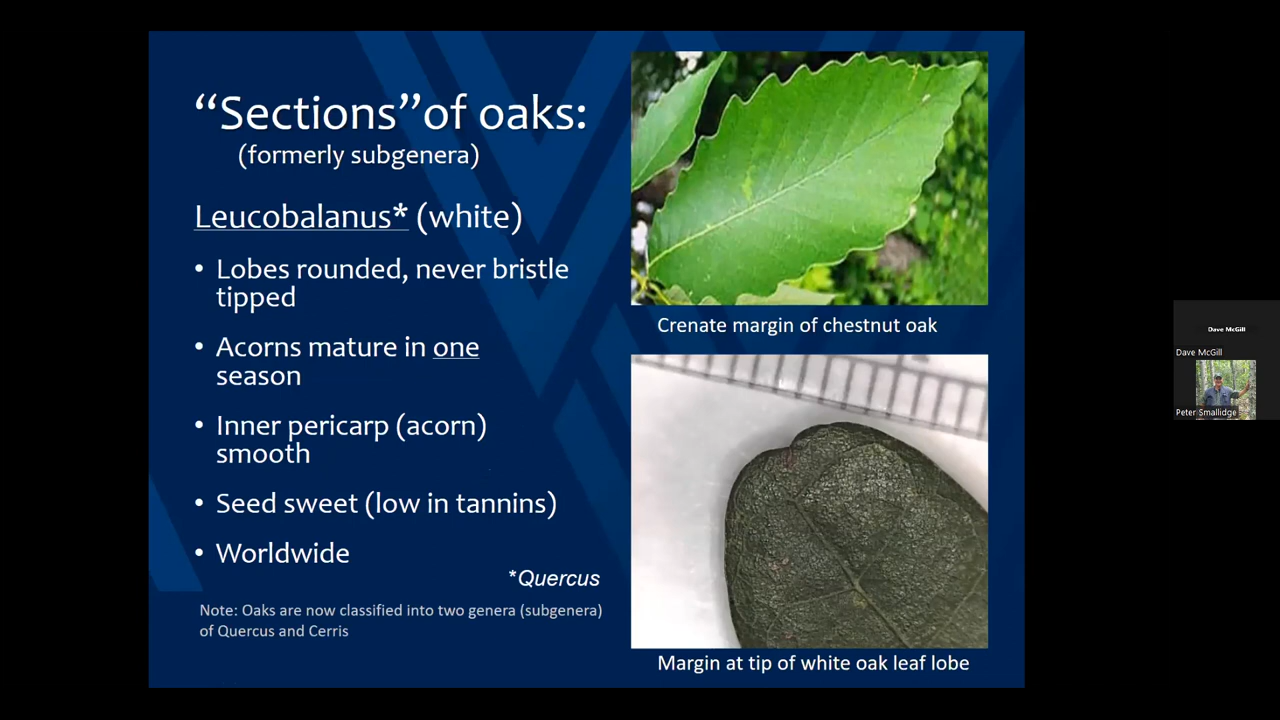 “Sections”of oaks:
(formerly subgenera)
Leucobalanus* (white)
• Lobes rounded, never bristle
tipped
• Acorns mature in one
season
• Inner pericarp (acorn)
smooth
• Seed sweet (low in tannins)
• Worldwide
*Quercus
Note: Oaks are now classified into two genera (subgenera)
of Quercus and Cerris
Crenate margin of chestnut oak
Margin at tip of white oak leaf lobe
Dave McGill
Dave McGill
Peter Smallidge